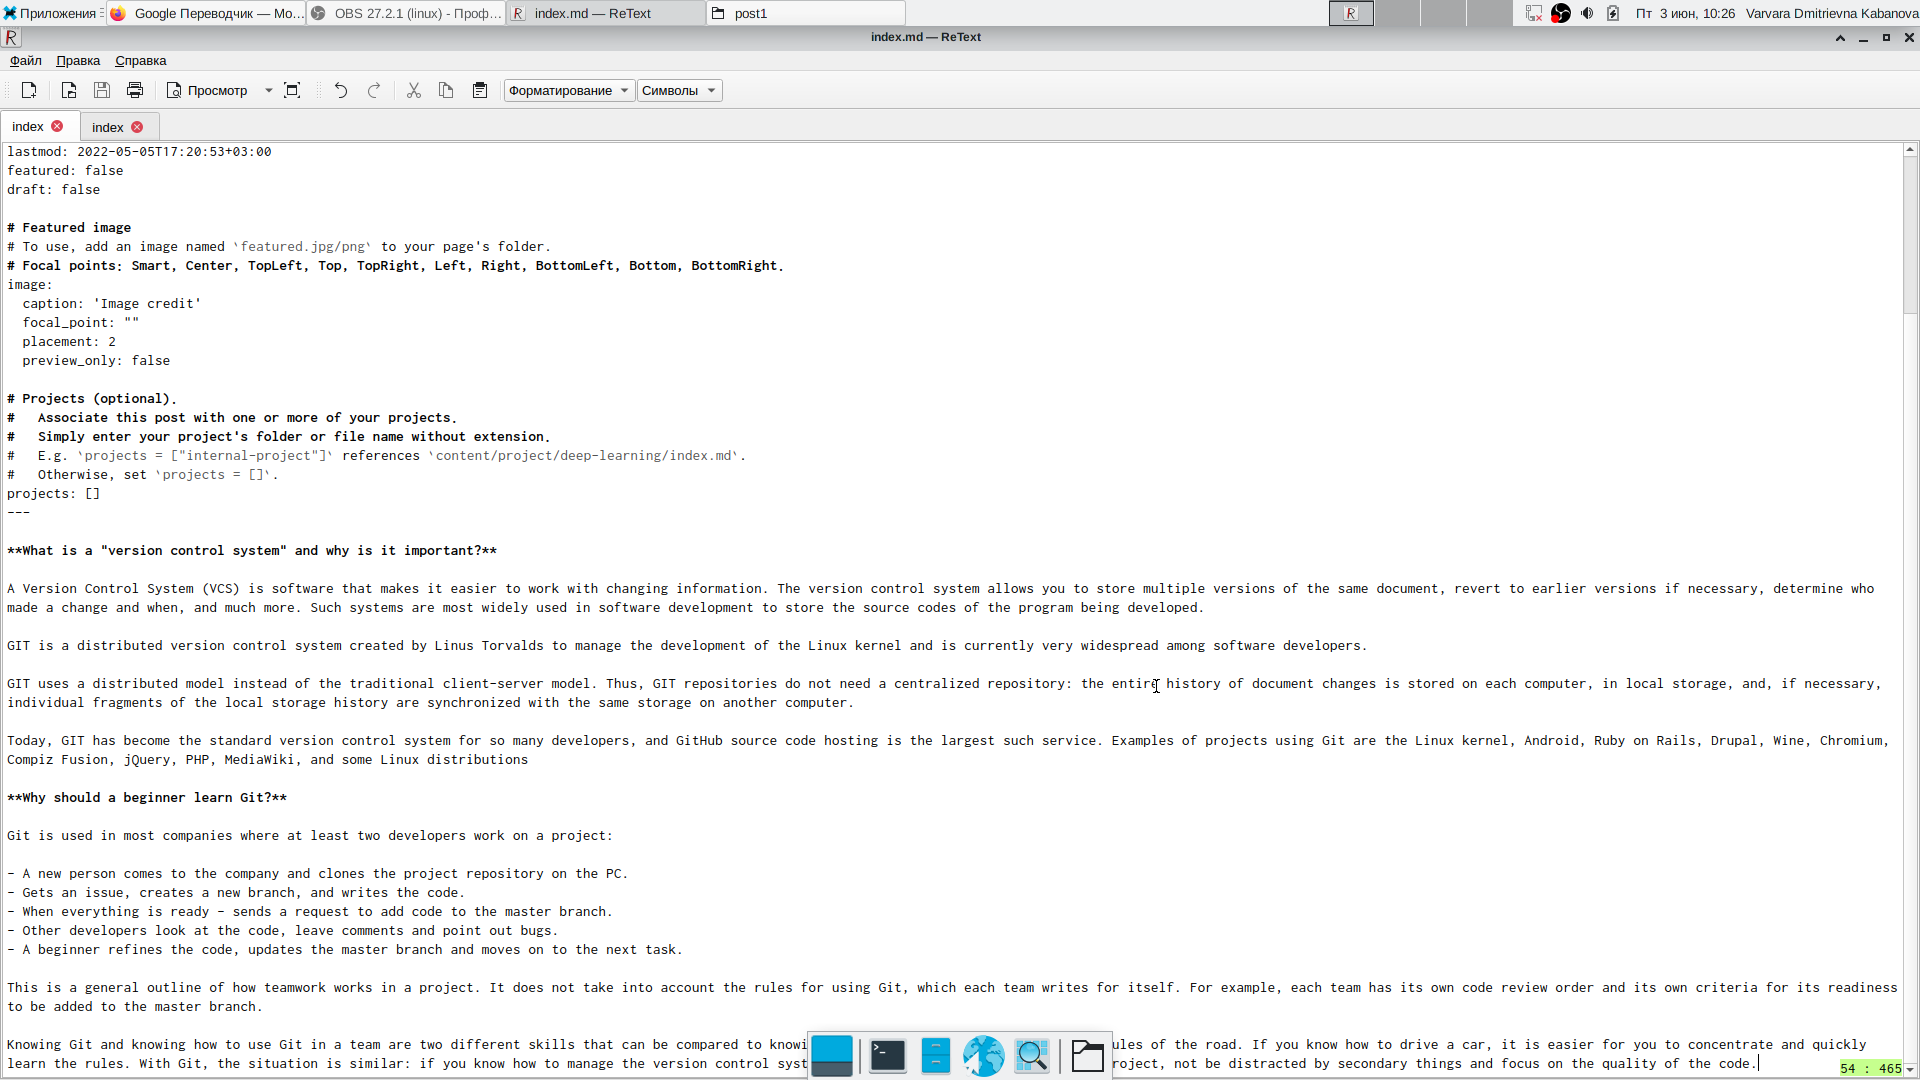 Приложения
Google Переводчик — Mo...
OBS 27.2.1 (linux) - Проф...
index.md — ReText
post1
Пт 3 июн, 10:26
Varvara Dmitrievna Kabanova
index.md — ReText
Файл Правка Справка
Просмотр
Форматирование
Символы
index
index
lastmod: 2022-05-05T17:20:53+03:00
featured: false
draft: false
# Featured image
# To use, add an image named `featured.jpg/png` to your page's folder.
# Focal points: Smart, Center, TopLeft, Top, TopRight, Left, Right, BottomLeft, Bottom, BottomRight.
image:
caption: 'Image credit'
focal_point: ""
placement: 2
preview_only: false
# Projects (optional).
#   Associate this post with one or more of your projects.
#   Simply enter your project's folder or file name without extension.
#   E.g. `projects = ["internal-project"]` references `content/project/deep-learning/index.md`.
#   Otherwise, set `projects = []`.
projects: []
---
**What is a "version control system" and why is it important?**
A Version Control System (VCS) is software that makes it easier to work with changing information. The version control system allows you to store multiple versions of the same document, revert to earlier versions if necessary, determine who
made a change and when, and much more. Such systems are most widely used in software development to store the source codes of the program being developed.
GIT is a distributed version control system created by Linus Torvalds to manage the development of the Linux kernel and is currently very widespread among software developers.
GIT uses a distributed model instead of the traditional client-server model. Thus, GIT repositories do not need a centralized repository: the entire history of document changes is stored on each computer, in local storage, and, if necessary,
individual fragments of the local storage history are synchronized with the same storage on another computer.
Today, GIT has become the standard version control system for so many developers, and GitHub source code hosting is the largest such service. Examples of projects using Git are the Linux kernel, Android, Ruby on Rails, Drupal, Wine, Chromium,
Compiz Fusion, jQuery, PHP, MediaWiki, and some Linux distributions
**Why should a beginner learn Git?**
Git is used in most companies where at least two developers work on a project:
- A new person comes to the company and clones the project repository on the PC.
- Gets an issue, creates a new branch, and writes the code.
- When everything is ready - sends a request to add code to the master branch.
- Other developers look at the code, leave comments and point out bugs.
- A beginner refines the code, updates the master branch and moves on to the next task.
This is a general outline of how teamwork works in a project. It does not take into account the rules for using Git, which each team writes for itself. For example, each team has its own code review order and its own criteria for its readiness
to be added to the master branch.
Knowing Git and knowing how to use Git in a team are two different skills that can be compared to knowi ules of the road. If you know how to drive a car, it is easier for you to concentrate and quickly
learn the rules. With Git, the situation is similar: if you know how to manage the version control syst roject, not be distracted by secondary things and focus on the quality of the code.
54 : 465